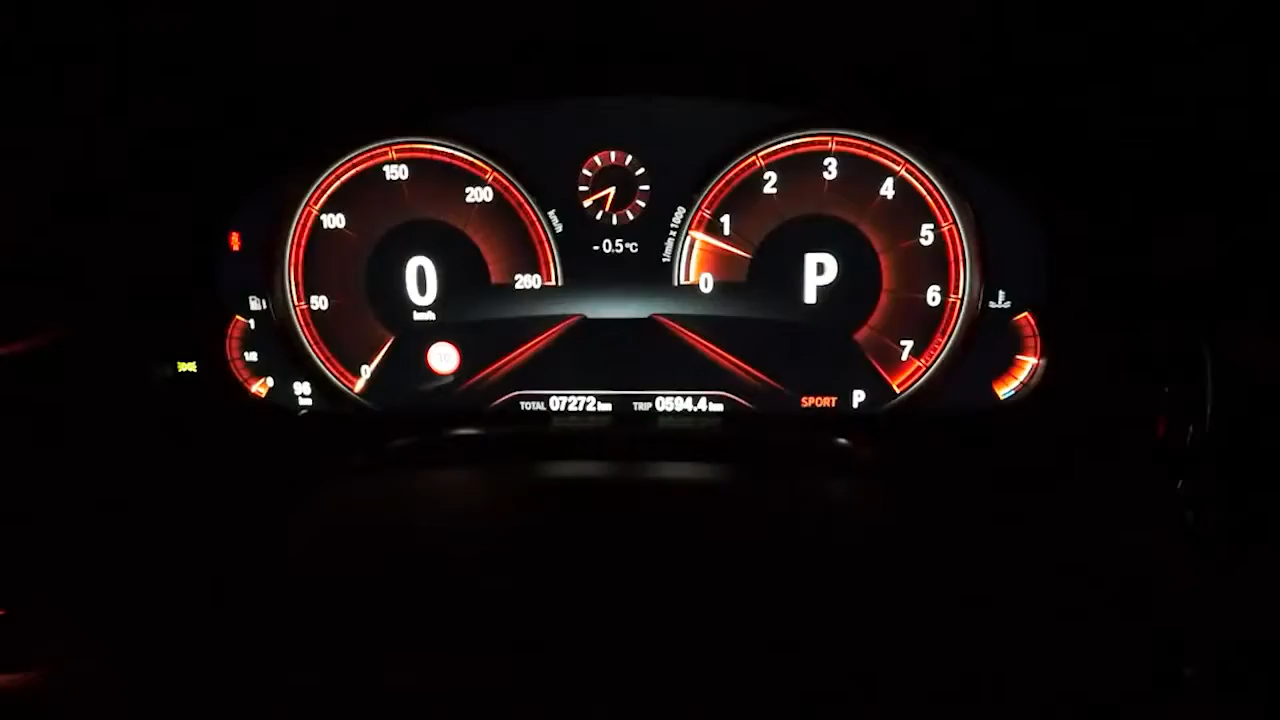 150
200
100
50
0
260
km/h
0
km/h
- 0.5°C
1/min x 1000
0
1
2
3
4
5
6
7
P
1
1/2
0
96
km
TOTAL 07272 km
TRIP 0594.4 km
SPORT P